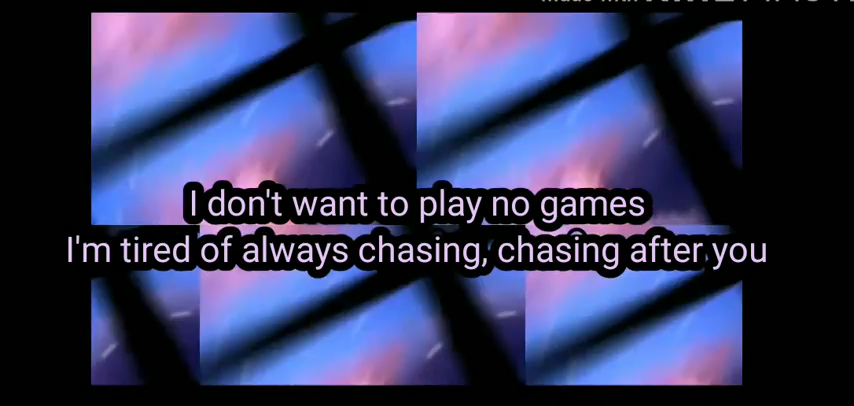 I don't want to play no games
I'm tired of always chasing, chasing after you